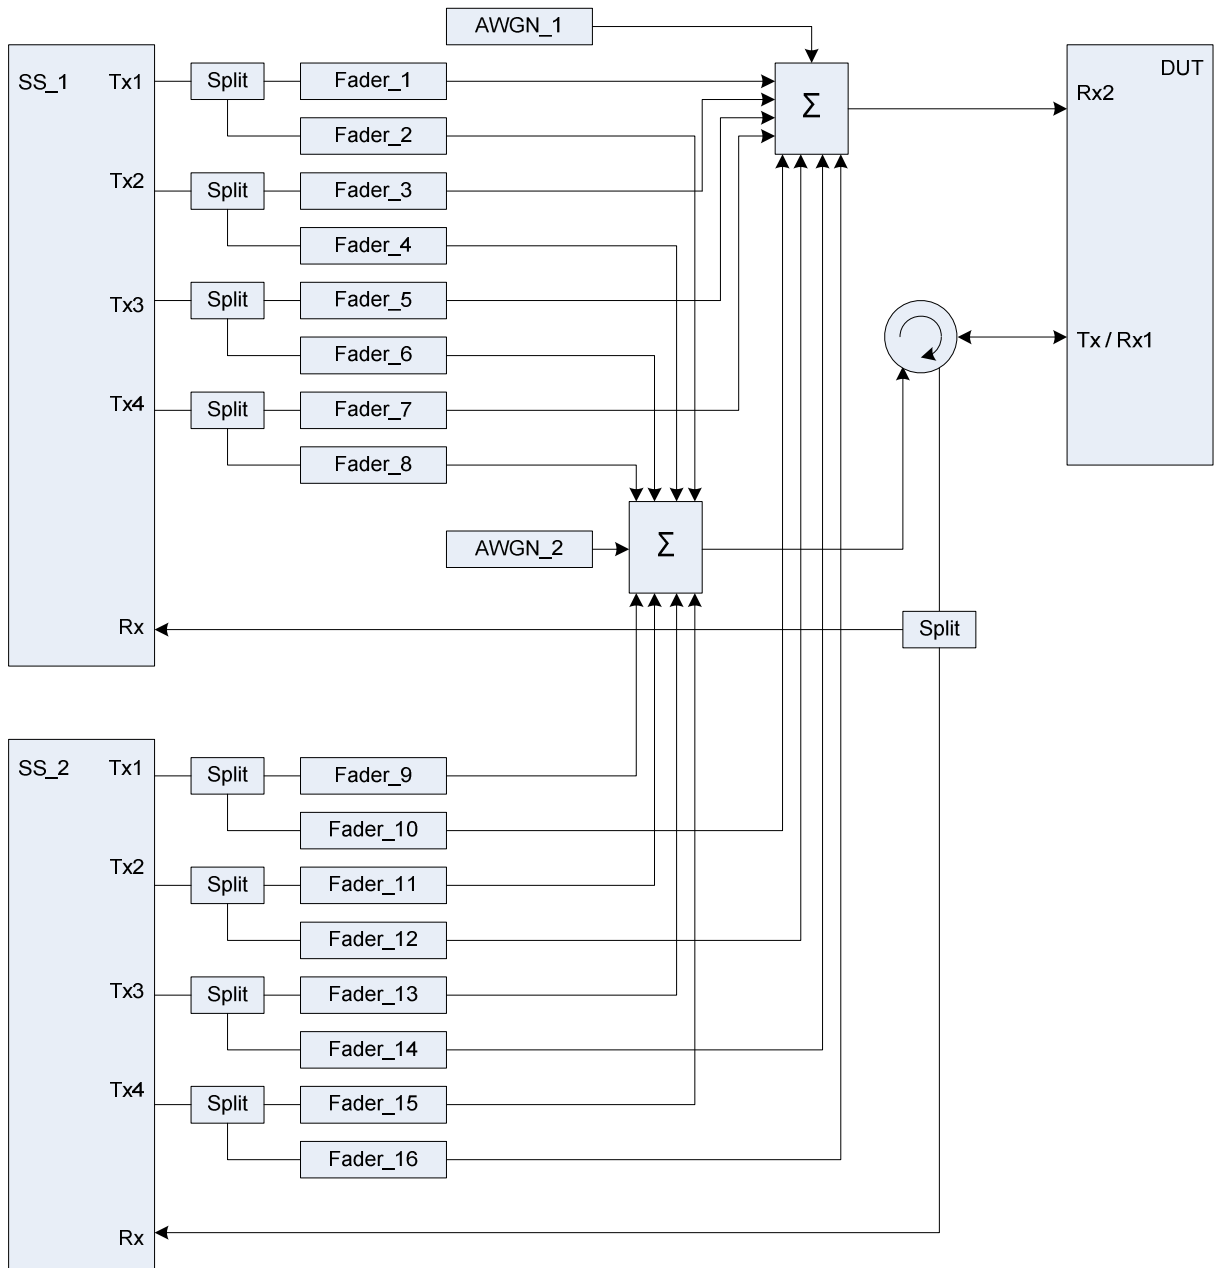 AWGN_1
SS_1
Tx1
Split
Fader_1
Σ
DUT
Rx2
Fader_2
Tx2
Split
Fader_3
Fader_4
Tx3
Split
Fader_5
Tx / Rx1
Fader_6
Tx4
Split
Fader_7
Fader_8
AWGN_2
Σ
Rx
Split
SS_2
Tx1
Split
Fader_9
Fader_10
Tx2
Split
Fader_11
Fader_12
Tx3
Split
Fader_13
Fader_14
Tx4
Split
Fader_15
Fader_16
Rx